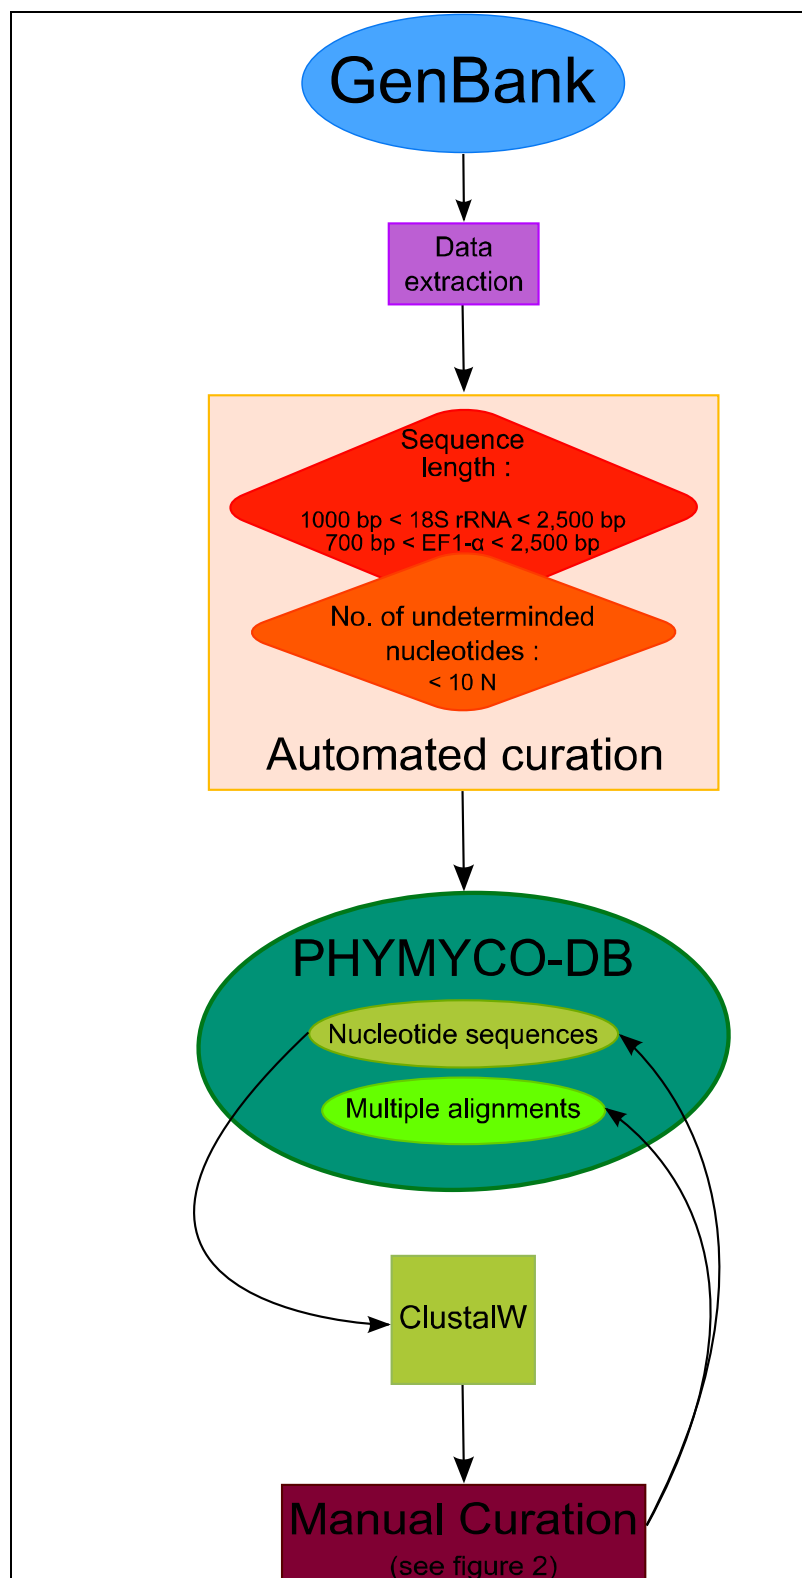 GenBank
Data
extraction
Sequence
length :
1000 bp < 18S rRNA < 2,500 bp
700 bp < EF1-α < 2,500 bp
No. of undeterminded
nucleotides :
< 10 N
Automated curation
PHYMYCO-DB
Nucleotide sequences
Multiple alignments
ClustalW
Manual Curation
(see figure 2)